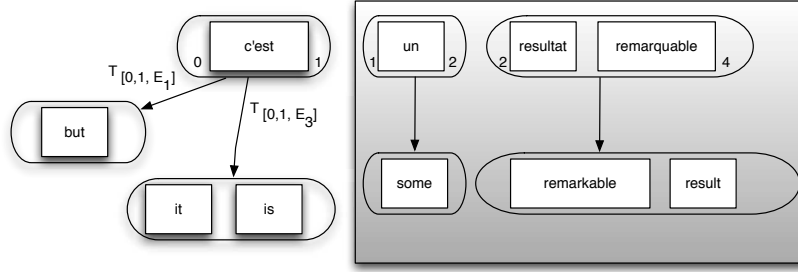 c'est
0 1
un
1 2
resultat remarquable
2 4
T [0,1, E1]
T [0,1, E3]
but
it is
some
remarkable result